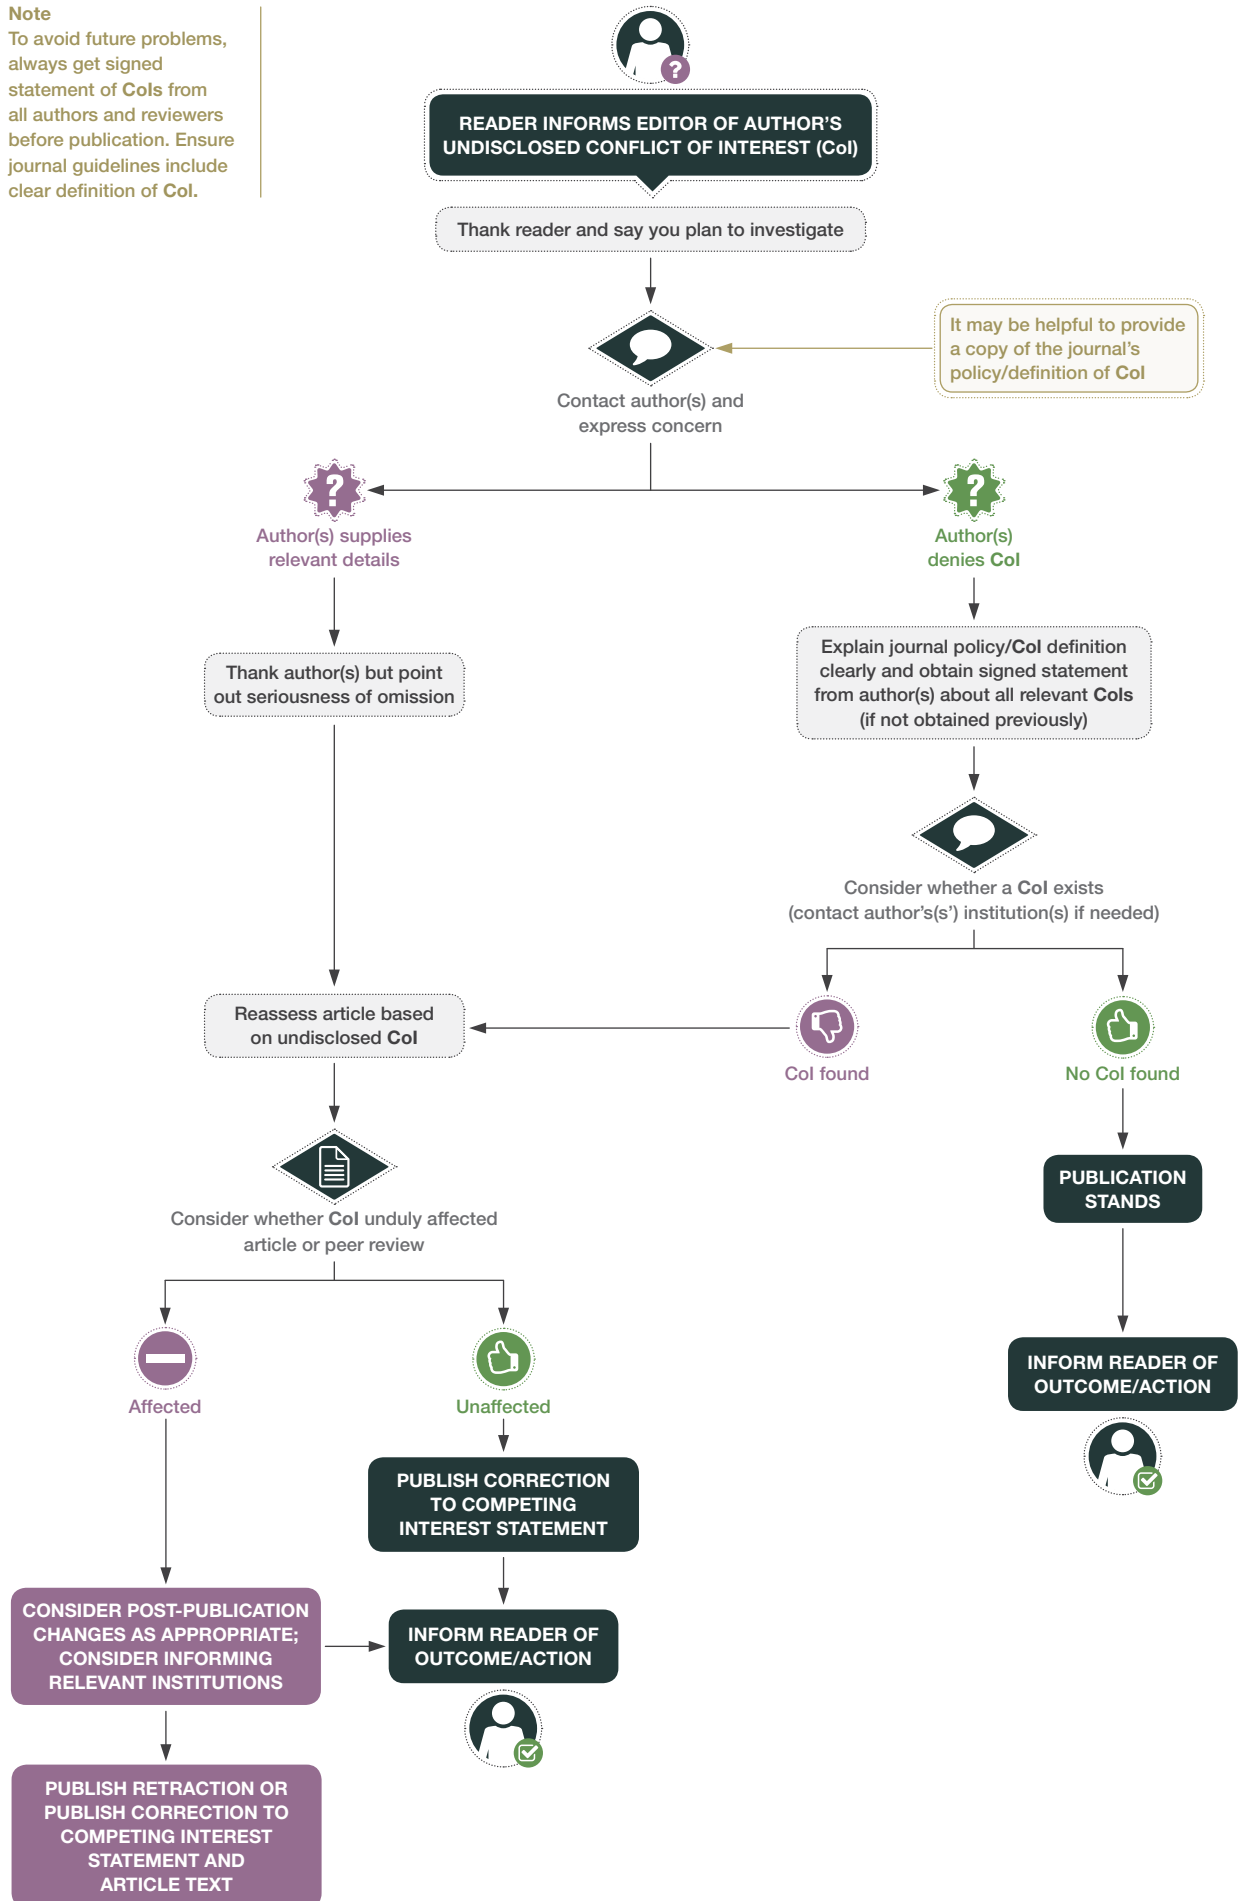 Note
To avoid future problems,
always get signed
statement of CoIs from
all authors and reviewers
before publication. Ensure
journal guidelines include
clear definition of CoI.
?
READER INFORMS EDITOR OF AUTHOR’S
UNDISCLOSED CONFLICT OF INTEREST (CoI)
Thank reader and say you plan to investigate
It may be helpful to provide
a copy of the journal’s
policy/definition of CoI
Contact author(s) and
express concern
?
Author(s) supplies
relevant details
?
Author(s)
denies CoI
Thank author(s) but point
out seriousness of omission
Explain journal policy/CoI definition
clearly and obtain signed statement
from author(s) about all relevant CoIs
(if not obtained previously)
Consider whether a CoI exists
(contact author’s(s’) institution(s) if needed)
Reassess article based
on undisclosed CoI
CoI found
No CoI found
Consider whether CoI unduly affected
article or peer review
PUBLICATION
STANDS
Affected
Unaffected
INFORM READER OF
OUTCOME/ACTION
PUBLISH CORRECTION
TO COMPETING
INTEREST STATEMENT
CONSIDER POST-PUBLICATION
CHANGES AS APPROPRIATE;
CONSIDER INFORMING
RELEVANT INSTITUTIONS
INFORM READER OF
OUTCOME/ACTION
PUBLISH RETRACTION OR
PUBLISH CORRECTION TO
COMPETING INTEREST
STATEMENT AND
ARTICLE TEXT